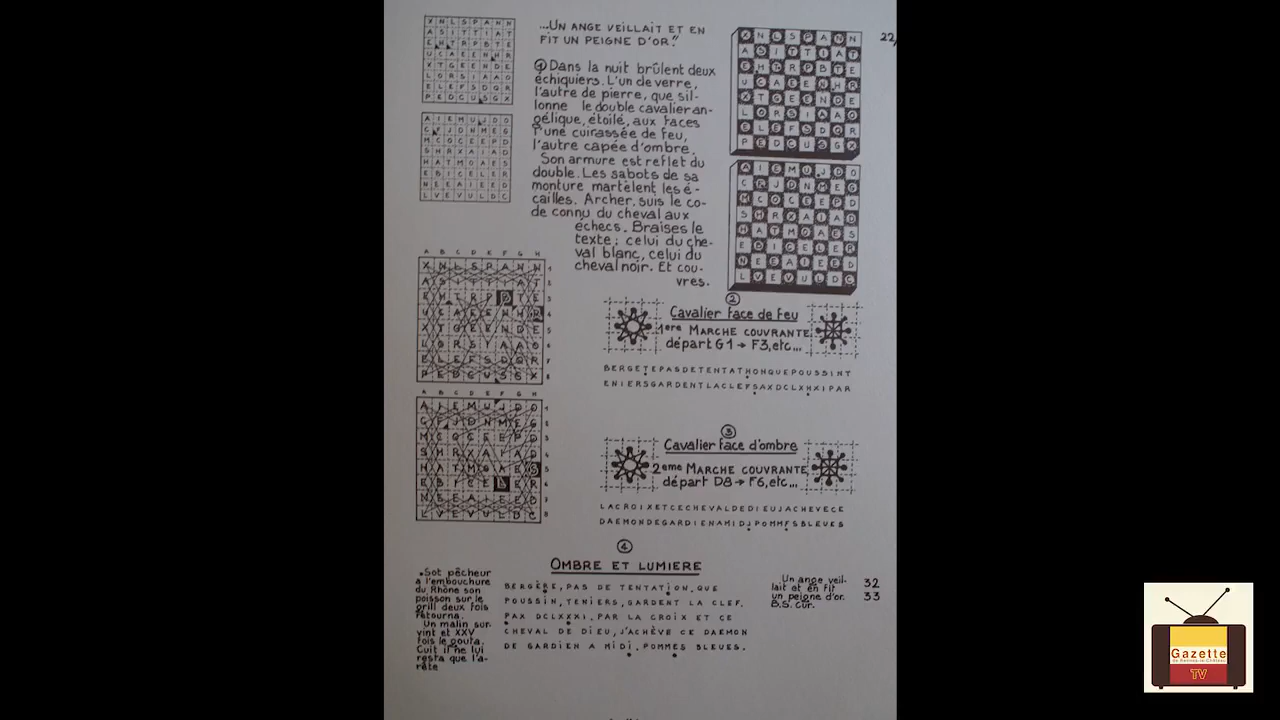 ...UN ANGE VEILLAIT ET EN
FIT UN PEIGNE D'OR."
22
① Dans la nuit brûlent deux
échiquiers. L'un de verre,
l'autre de pierre, que sil-
lonne le double cavalier an-
gélique, étoilé, aux faces
l'une cuirassée de feu,
l'autre capée d'ombre.
Son armure est reflet du
double. Les sabots de sa
monture martèlent les é-
cailles. Archer, suis le co-
de connu du cheval aux
échecs. Braises le
texte; celui du che-
val blanc, celui du
cheval noir. Et cou-
vres.
X N L S P A N N
A S I T T I A T
E H T R P B T E
U C A E E N H R
X T G E E N D E
L O R S I A A O
E L E F S D Q R
P E D C U S G X
A I E M U J D O
C F J D N M E G
M C O C E E P D
S H R X A I A D
H A T M O A E S
E B I C E L E R
N E E A I E E D
L V E V U L D C
②
Cavalier face de feu
1ere MARCHE COUVRANTE
départ G1 → F3, etc...
BERGETEPASDETENTATHONQUEPOUSSINT
ENIERSGARDENTLACLEFSAXDCLXHXIPAR
③
Cavalier face d'ombre
2eme MARCHE COUVRANTE
départ D8 → F6, etc...
LACROIXETCECHEVALDEDIEUJACHEVECE
DAEMONDEGARDIENAMIDJPOMMFSBLEUES
④
OMBRE ET LUMIERE
BERGÈRE, PAS DE TENTATION, QUE
POUSSIN, TENIERS, GARDENT LA CLEF.
PAX DCLXXXI, PAR LA CROIX ET CE
CHEVAL DE DIEU, J'ACHÈVE CE DAEMON
DE GARDIEN A MIDI, POMMES BLEUES.
.Sot pêcheur
a l'embouchure
du Rhône son
poisson sur le
gril deux fois
retourna.
Un malin sur-
vint et XXV
fois le gouta.
Cuit il ne lui
resta que l'a-
rête
Un ange veil-
lait et en fit
un peigne d'or.
B.S. Cur.
32
33
Gazette
TV